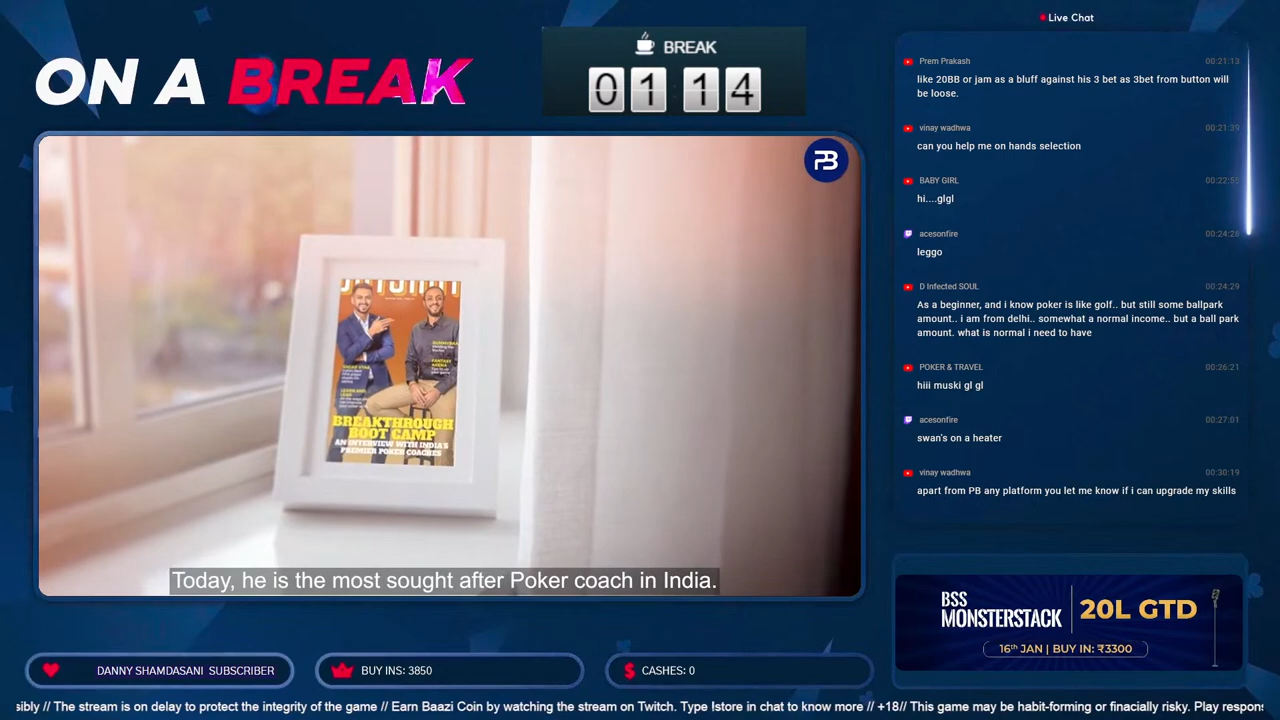 Live Chat
ON A BREAK
BREAK
01 14
Prem Prakash 00:21:13
like 20BB or jam as a bluff against his 3 bet as 3bet from button will
be loose.
vinay wadhwa 00:21:39
can you help me on hands selection
BABY GIRL 00:22:55
hi....glgl
acesonfire 00:24:28
leggo
D Infected SOUL 00:24:29
As a beginner, and i know poker is like golf.. but still some ballpark
amount.. i am from delhi.. somewhat a normal income.. but a ball park
amount. what is normal i need to have
POKER & TRAVEL 00:26:21
hiii muski gl gl
acesonfire 00:27:01
swan's on a heater
vinay wadhwa 00:30:19
apart from PB any platform you let me know if i can upgrade my skills
PB
BREAKTHROUGH
BOOT CAMP
AN INTERVIEW WITH INDIA'S
PREMIER POKER COACHES
Today, he is the most sought after Poker coach in India.
BSS
MONSTERSTACK
20L GTD
16th JAN | BUY IN: ₹3300
DANNY SHAMDASANI SUBSCRIBER
BUY INS: 3850
CASHES: 0
sibly // The stream is on delay to protect the integrity of the game // Earn Baazi Coin by watching the stream on Twitch. Type !store in chat to know more // +18// This game may be habit-forming or finacially risky. Play respons